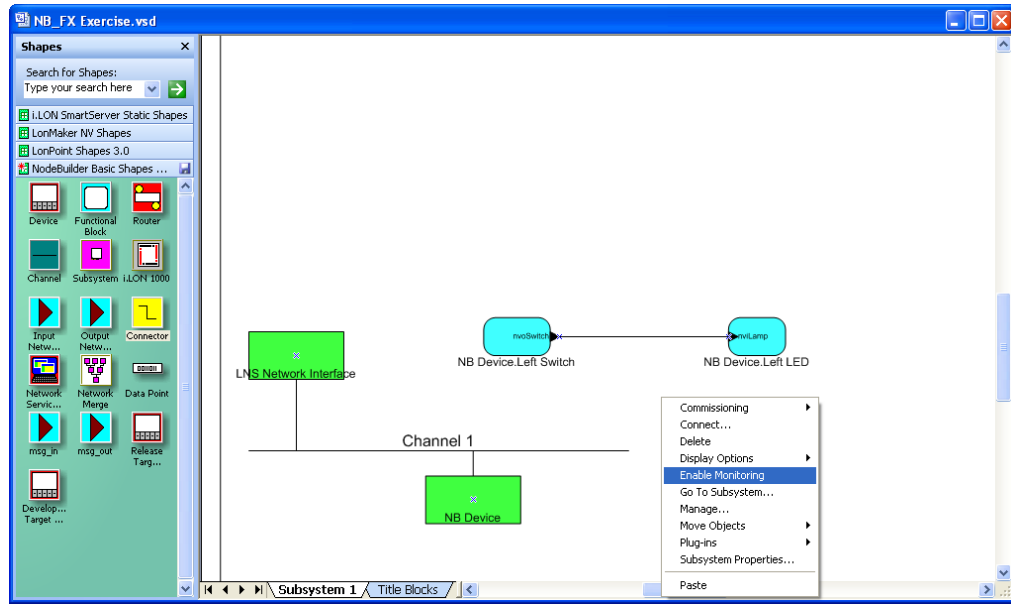 NB_FX Exercise.vsd
Shapes
Search for Shapes:
Type your search here
i.LON SmartServer Static Shapes
LonMaker NV Shapes
LonPoint Shapes 3.0
NodeBuilder Basic Shapes ...
Device
Functional
Block
Router
Channel
Subsystem
i.LON 1000
Input
Netw...
Output
Netw...
Connector
Network
Servic...
Network
Merge
Data Point
msg_in
msg_out
Release
Targ...
Develop...
Target ...
LNS Network Interface
nvoSwitch
NB Device.Left Switch
nviLamp
NB Device.Left LED
Channel 1
NB Device
Commissioning
Connect...
Delete
Display Options
Enable Monitoring
Go To Subsystem...
Manage...
Move Objects
Plug-ins
Subsystem Properties...
Paste
Subsystem 1
Title Blocks